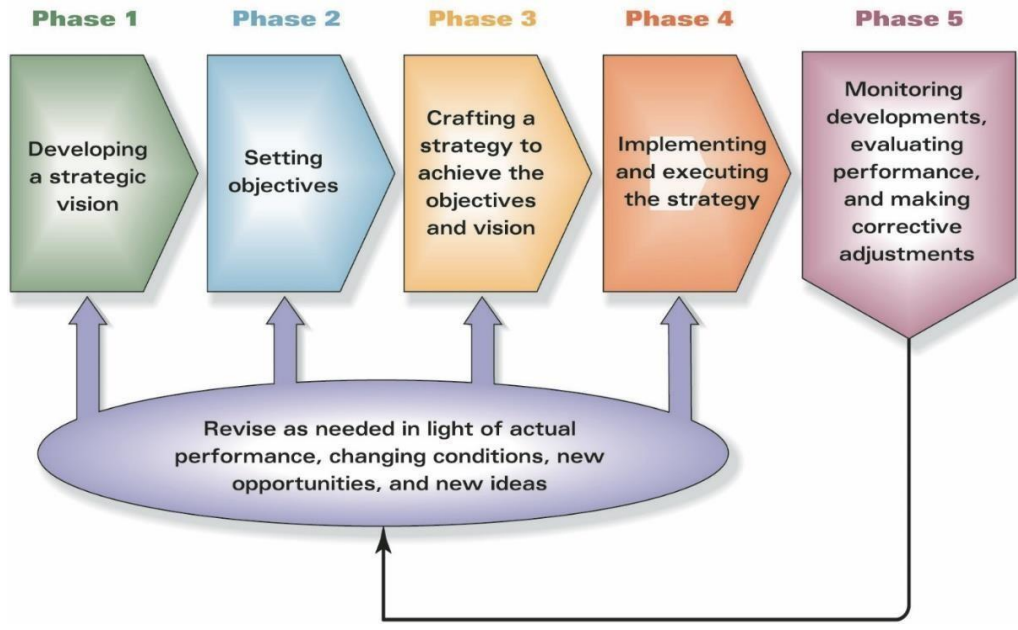 Phase 1
Phase 2
Phase 3
Phase 4
Phase 5
Developing
a strategic
vision
Setting
objectives
Crafting a
strategy to
achieve the
objectives
and vision
Implementing
and executing
the strategy
Monitoring
developments,
evaluating
performance,
and making
corrective
adjustments
Revise as needed in light of actual
performance, changing conditions, new
opportunities, and new ideas